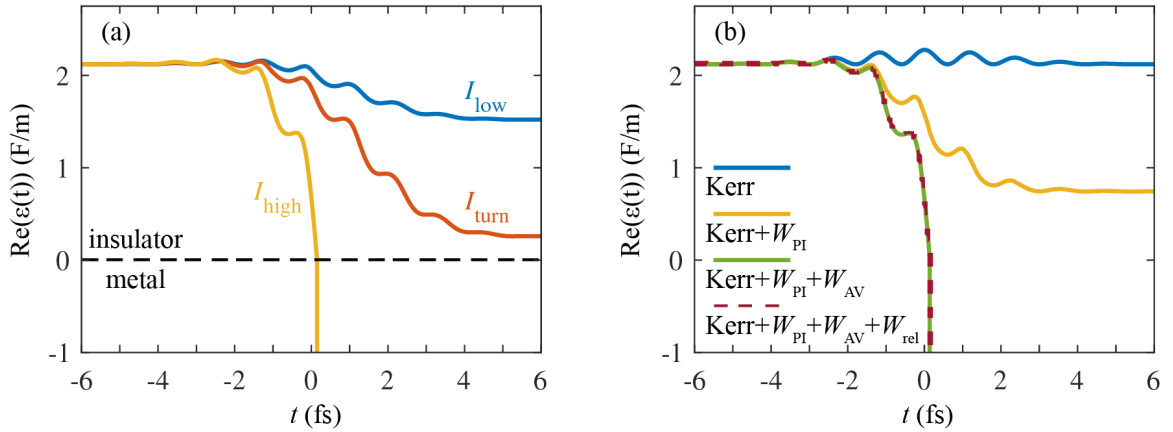 (a)
Re(ε(t)) (F/m)
2
1
0
-1
I_low
I_turn
I_high
insulator
metal
-6 -4 -2 0 2 4 6
t (fs)
(b)
Re(ε(t)) (F/m)
2
1
0
-1
Kerr
Kerr+W_PI
Kerr+W_PI+W_AV
Kerr+W_PI+W_AV+W_rel
-6 -4 -2 0 2 4 6
t (fs)